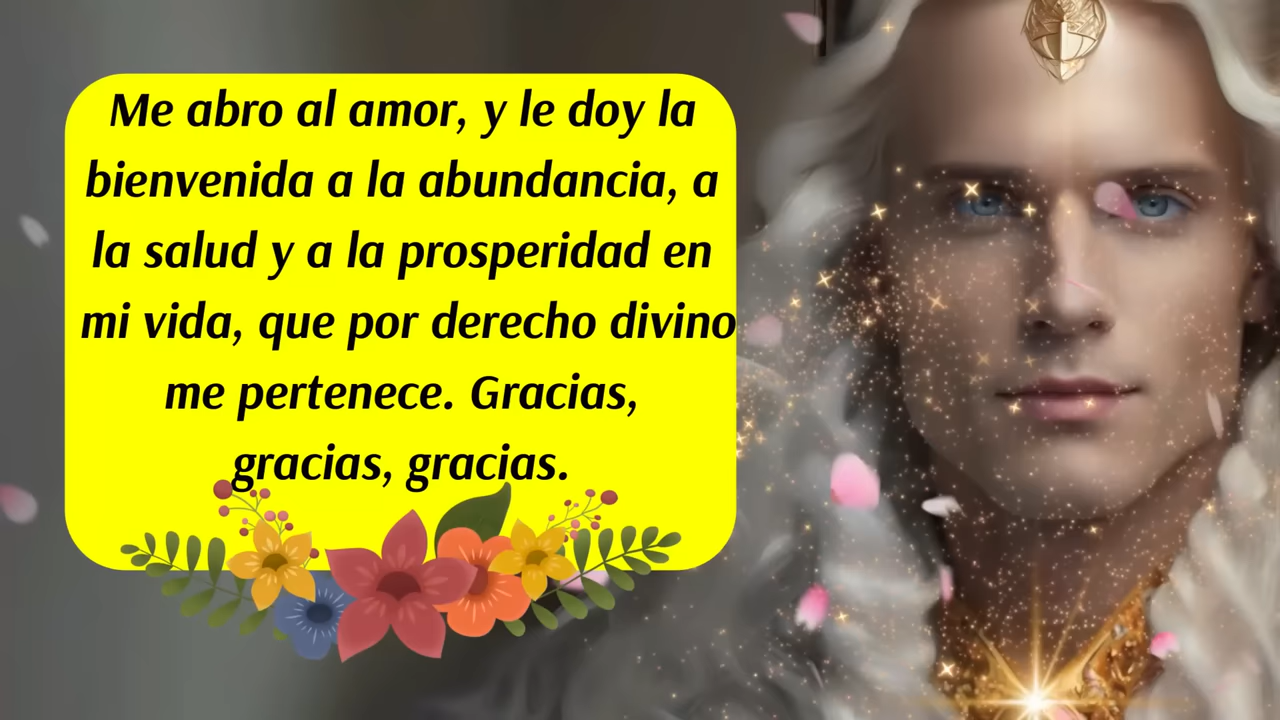 Me abro al amor, y le doy la
bienvenida a la abundancia, a
la salud y a la prosperidad en
mi vida, que por derecho divino
me pertenece. Gracias,
gracias, gracias.